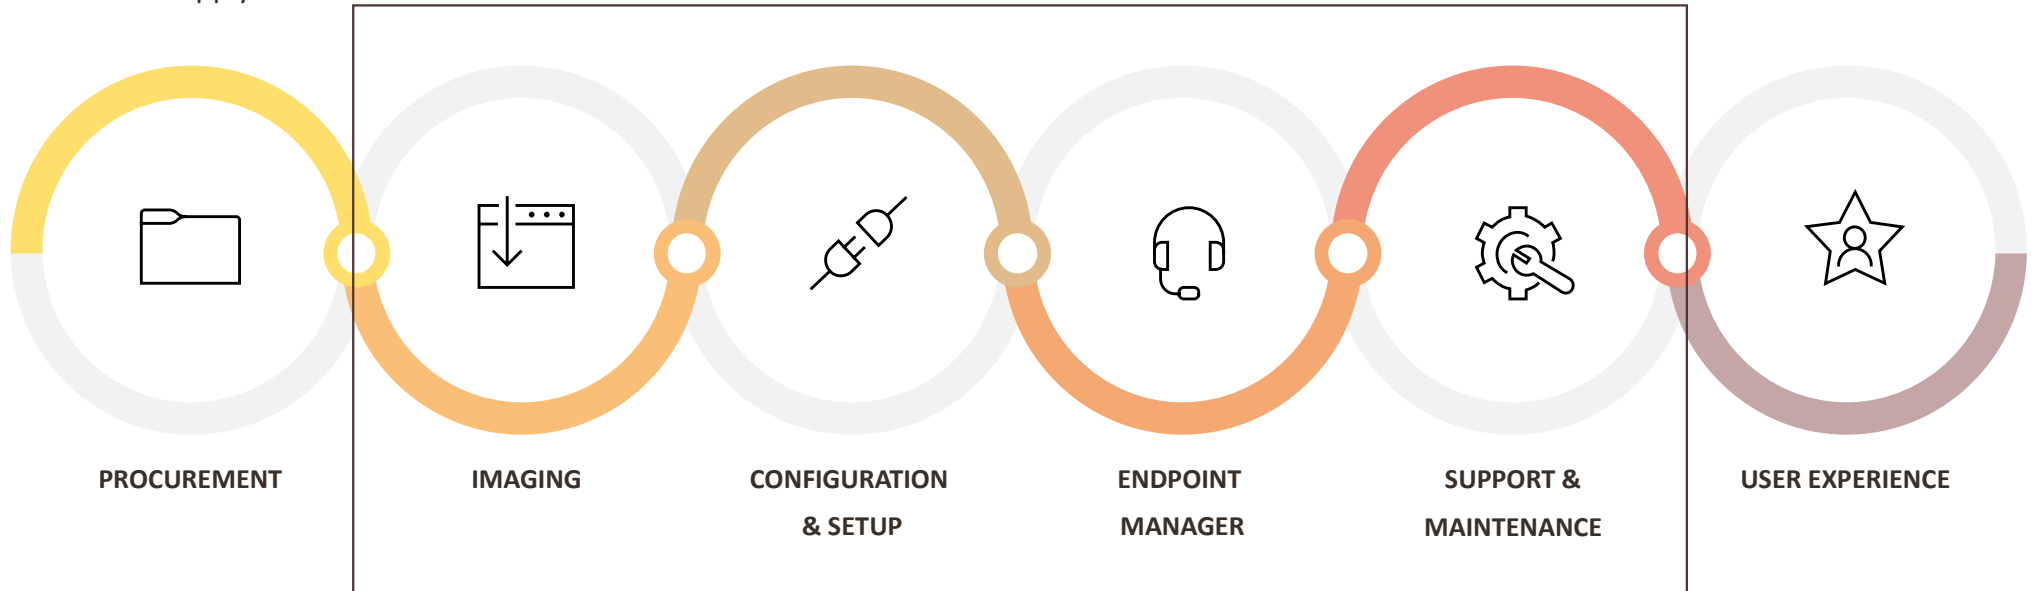 PROCUREMENT
IMAGING
CONFIGURATION
& SETUP
ENDPOINT
MANAGER
SUPPORT &
MAINTENANCE
USER EXPERIENCE